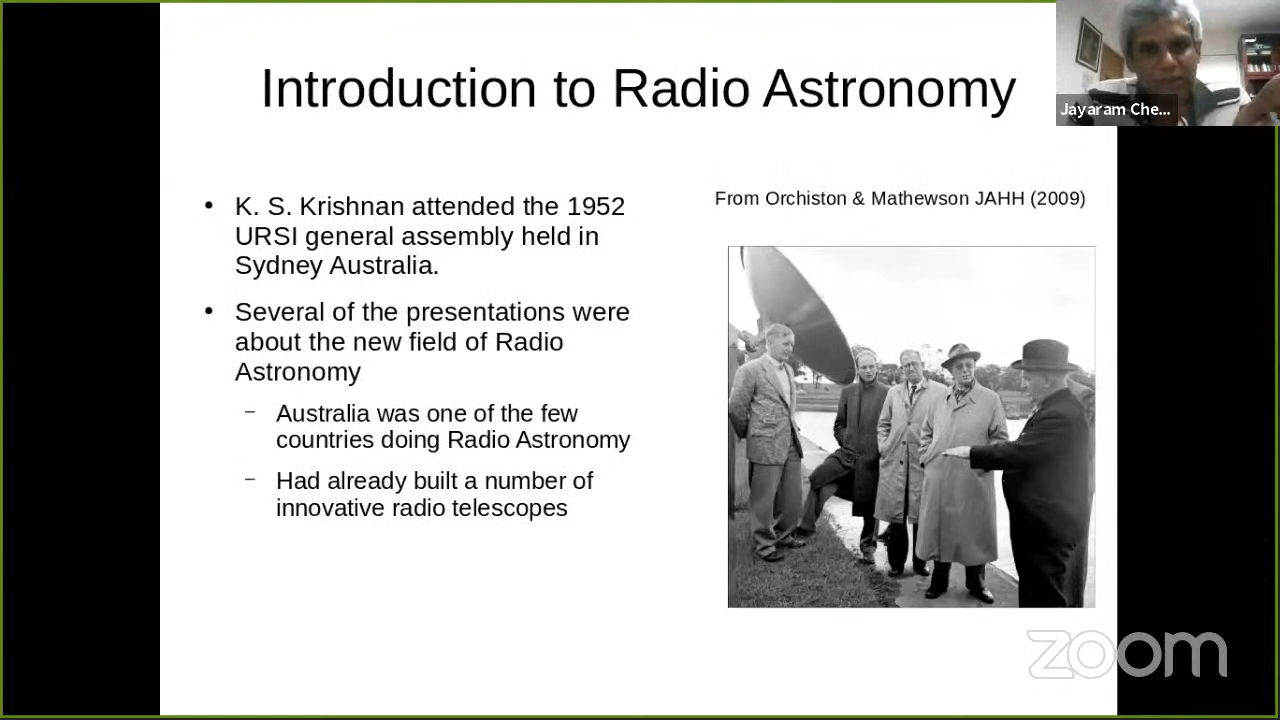 Introduction to Radio Astronomy
Jayaram Che...
• K. S. Krishnan attended the 1952
URSI general assembly held in
Sydney Australia.
• Several of the presentations were
about the new field of Radio
Astronomy
– Australia was one of the few
countries doing Radio Astronomy
– Had already built a number of
innovative radio telescopes
From Orchiston & Mathewson JAHH (2009)
zoom